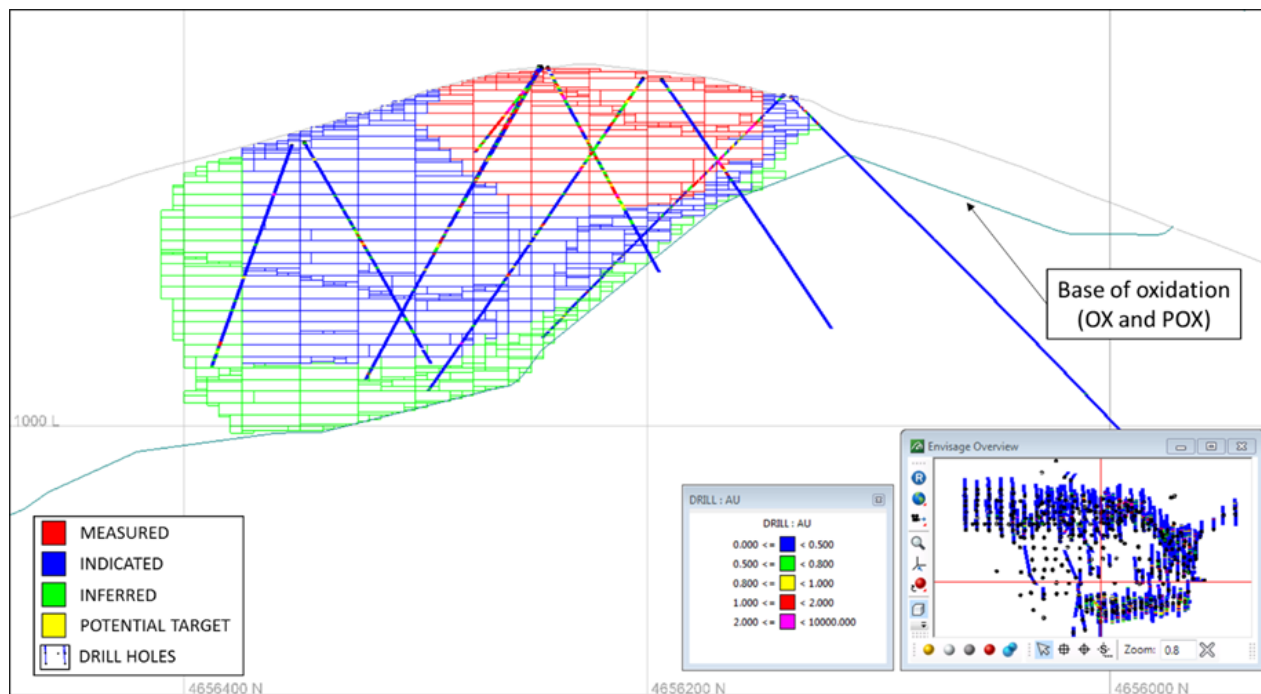 Base of oxidation
(OX and POX)
1000 L
Envisage Overview
R
Zoom: 0.8
DRILL : AU
DRILL : AU
0.000 <= < 0.500
0.500 <= < 0.800
0.800 <= < 1.000
1.000 <= < 2.000
2.000 <= < 10000.000
MEASURED
INDICATED
INFERRED
POTENTIAL TARGET
DRILL HOLES
4656400 N
4656200 N
4656000 N